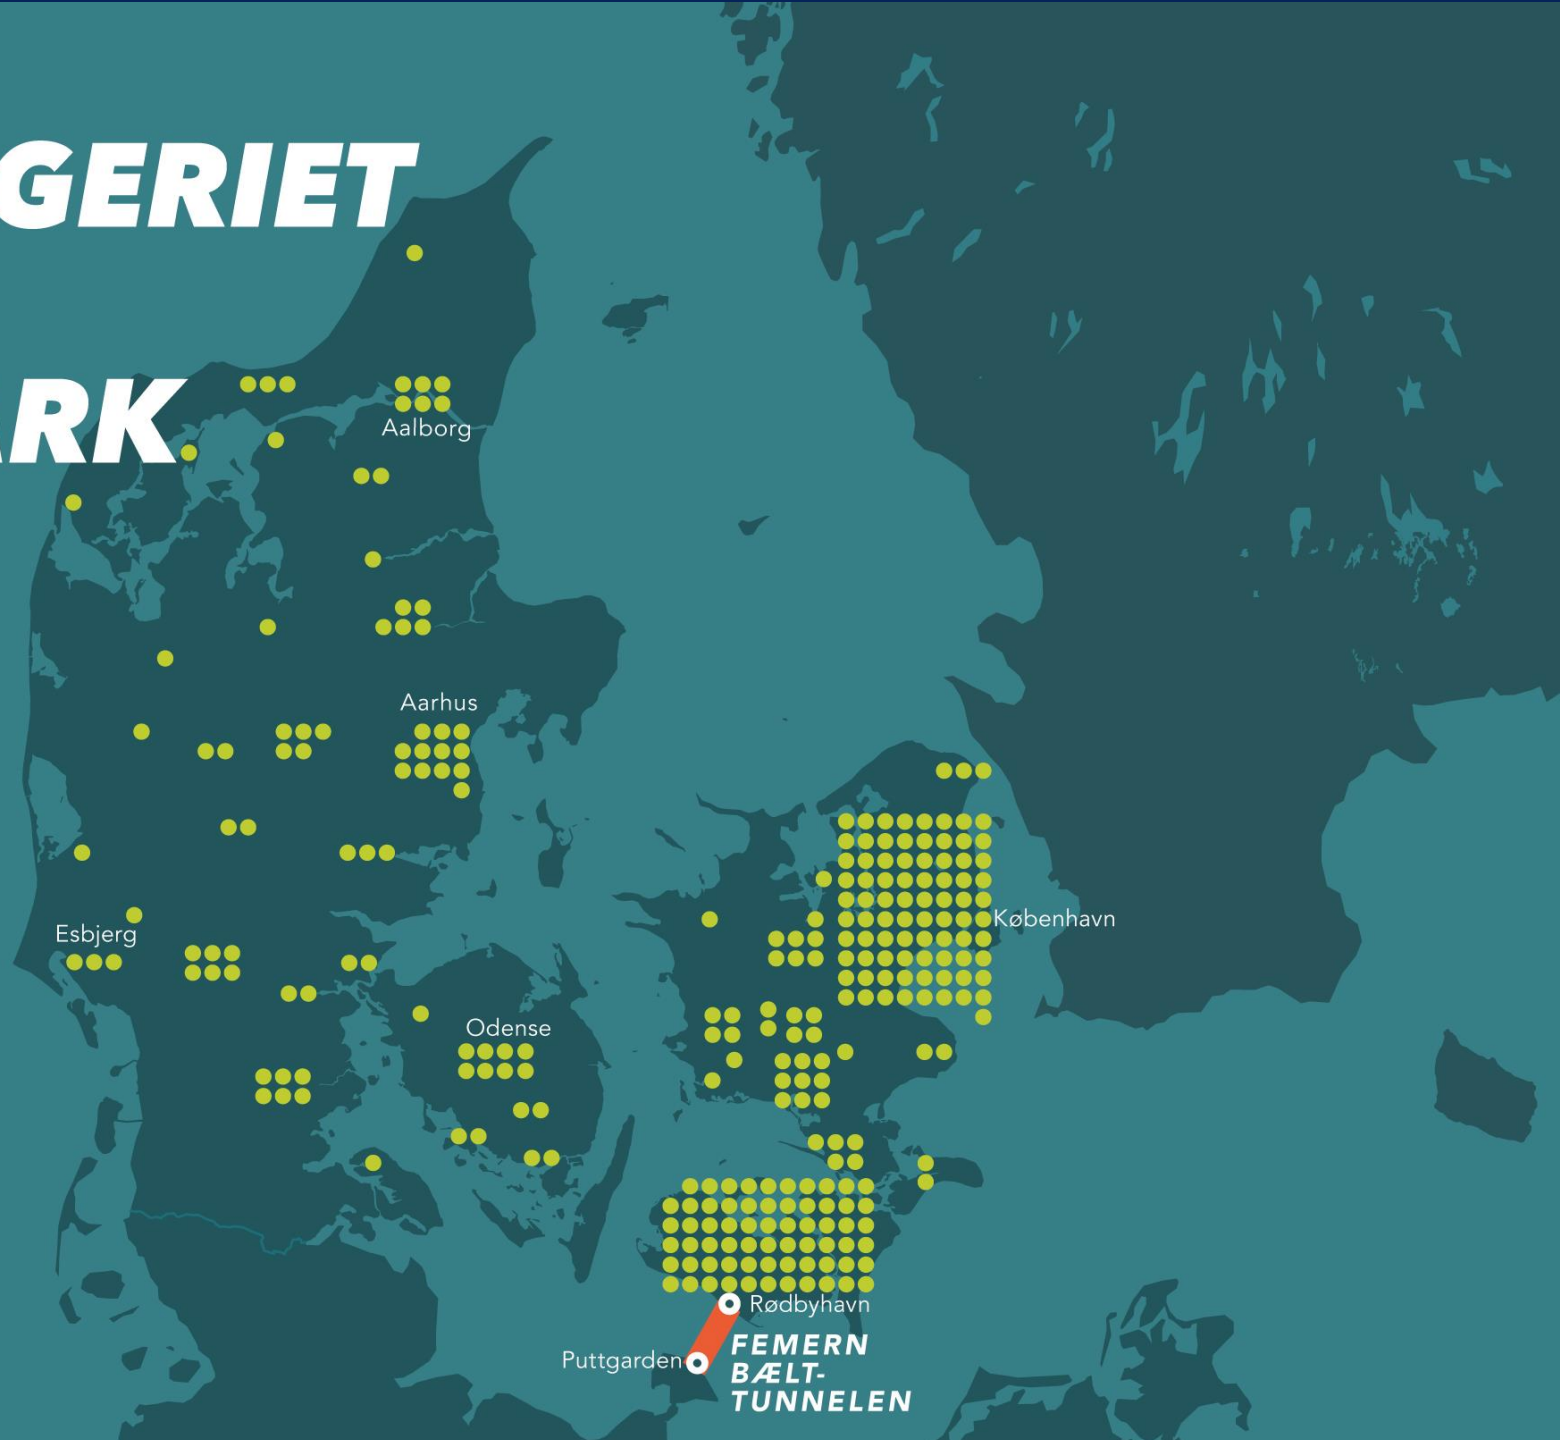 GERIET
RK
Aalborg
Aarhus
København
Esbjerg
Odense
Rødbyhavn
Puttgarden
FEMERN
BÆLT-
TUNNELEN